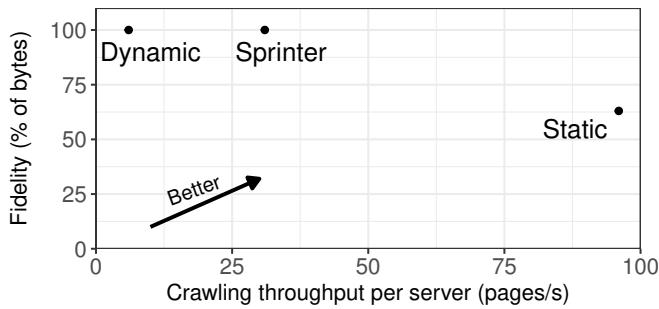 Fidelity (% of bytes)
100
75
50
25
0
Dynamic
Sprinter
Static
Better
0
25
50
75
100
Crawling throughput per server (pages/s)